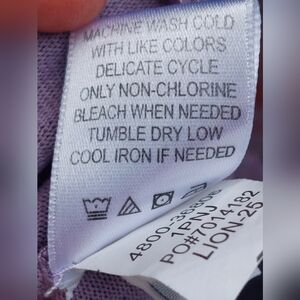 MACHINE WASH COLD
WITH LIKE COLORS
DELICATE CYCLE
ONLY NON-CHLORINE
BLEACH WHEN NEEDED
TUMBLE DRY LOW
COOL IRON IF NEEDED
1PNJ
PO#7014182
LION-25